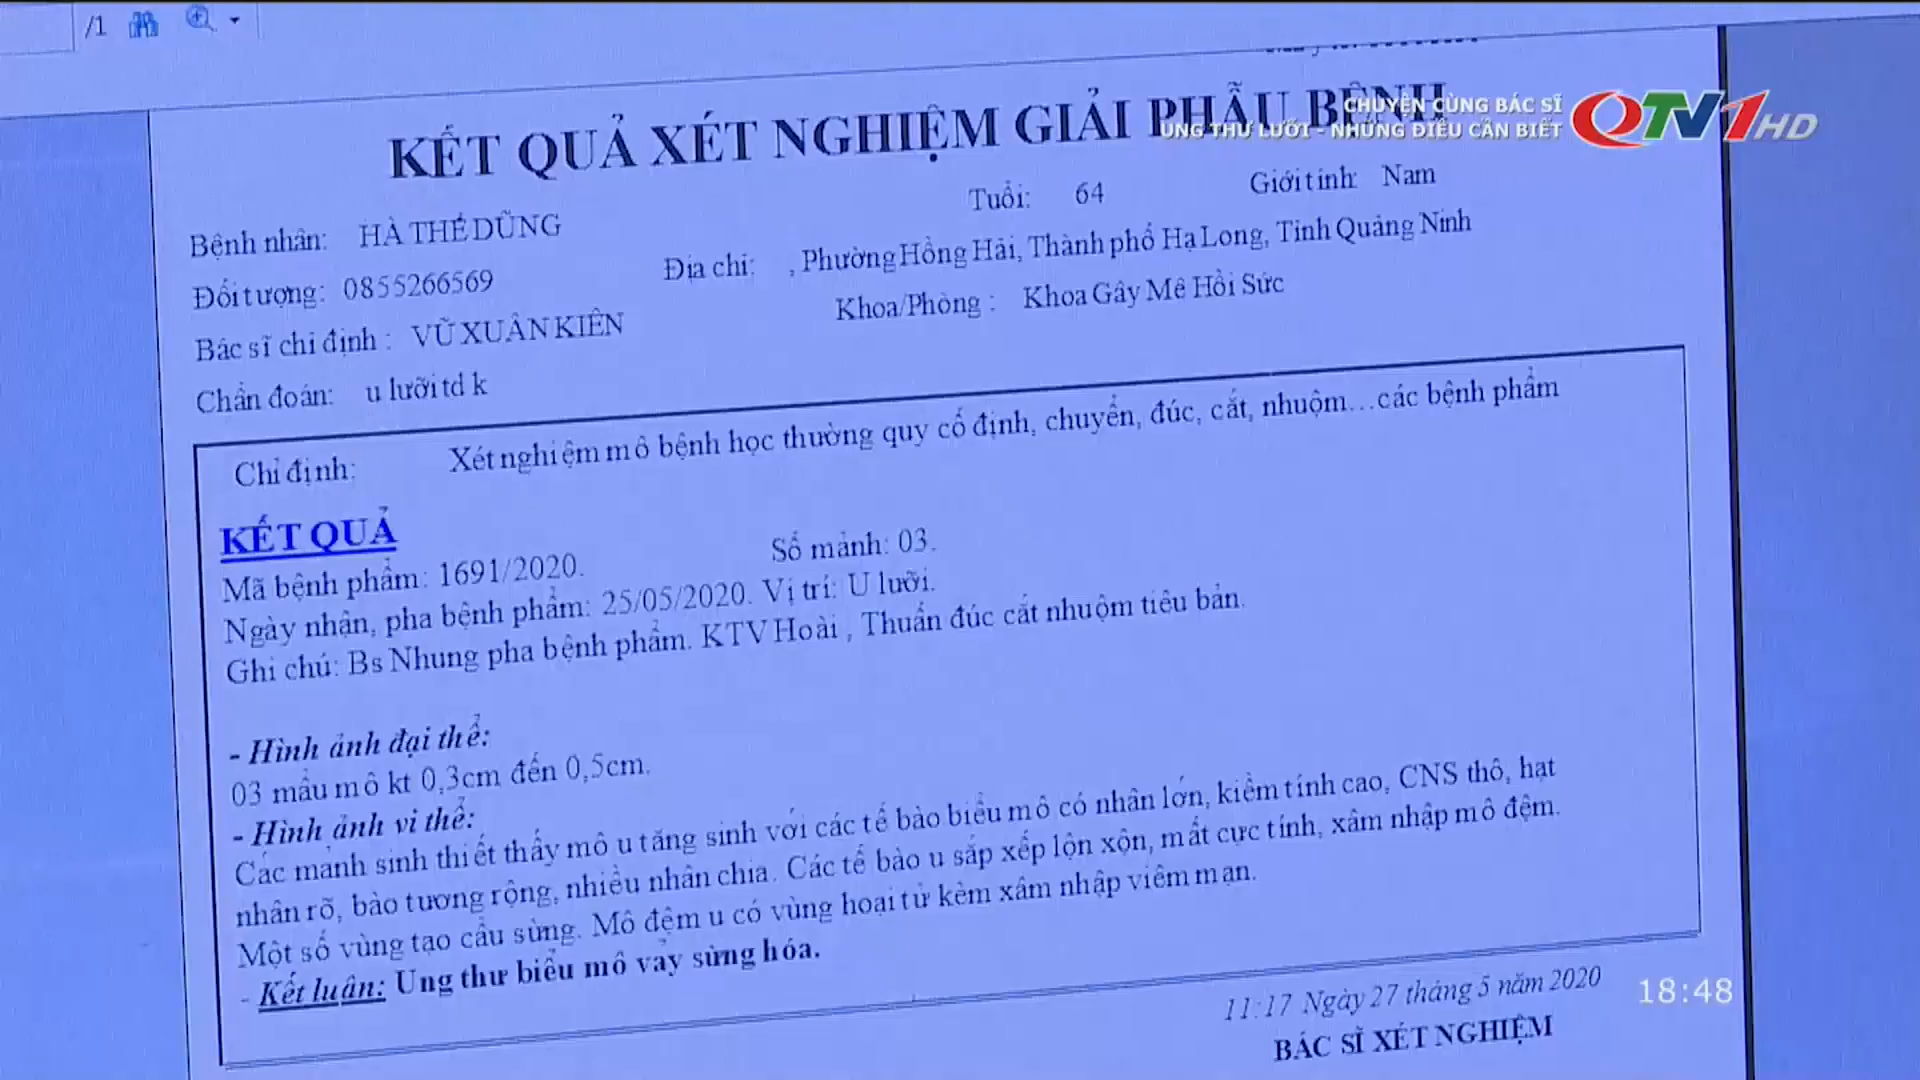 /1
KẾT QUẢ XÉT NGHIỆM GIẢI PHẪU BỆNH
CHUYỆN CÙNG BÁC SĨ
UNG THƯ LƯỠI - NHỮNG ĐIỀU CẦN BIẾT
QTV1HD
Bệnh nhân: HÀ THẾ DŨNG Tuổi: 64 Giới tính: Nam
Đối tượng: 0855266569 Địa chỉ: , Phường Hồng Hải, Thành phố Hạ Long, Tỉnh Quảng Ninh
Bác sĩ chỉ định : VŨ XUÂN KIÊN Khoa/Phòng : Khoa Gây Mê Hồi Sức
Chẩn đoán: u lưỡi td k
Chỉ định: Xét nghiệm mô bệnh học thường quy cố định, chuyển, đúc, cắt, nhuộm...các bệnh phẩm
KẾT QUẢ
Mã bệnh phẩm: 1691/2020. Số mảnh: 03.
Ngày nhận, pha bệnh phẩm: 25/05/2020. Vị trí: U lưỡi.
Ghi chú: Bs Nhung pha bệnh phẩm. KTV Hoài , Thuấn đúc cắt nhuộm tiêu bản.
- Hình ảnh đại thể:
03 mẩu mô kt 0,3cm đến 0,5cm.
- Hình ảnh vi thể:
Các mảnh sinh thiết thấy mô u tăng sinh với các tế bào biểu mô có nhân lớn, kiềm tính cao, CNS thô, hạt
nhân rõ, bào tương rộng, nhiều nhân chia. Các tế bào u sắp xếp lộn xộn, mất cực tính, xâm nhập mô đệm.
Một số vùng tạo cầu sừng. Mô đệm u có vùng hoại tử kèm xâm nhập viêm mạn.
- Kết luận: Ung thư biểu mô vảy sừng hóa.
11:17 Ngày 27 tháng 5 năm 2020
18:48
BÁC SĨ XÉT NGHIỆM